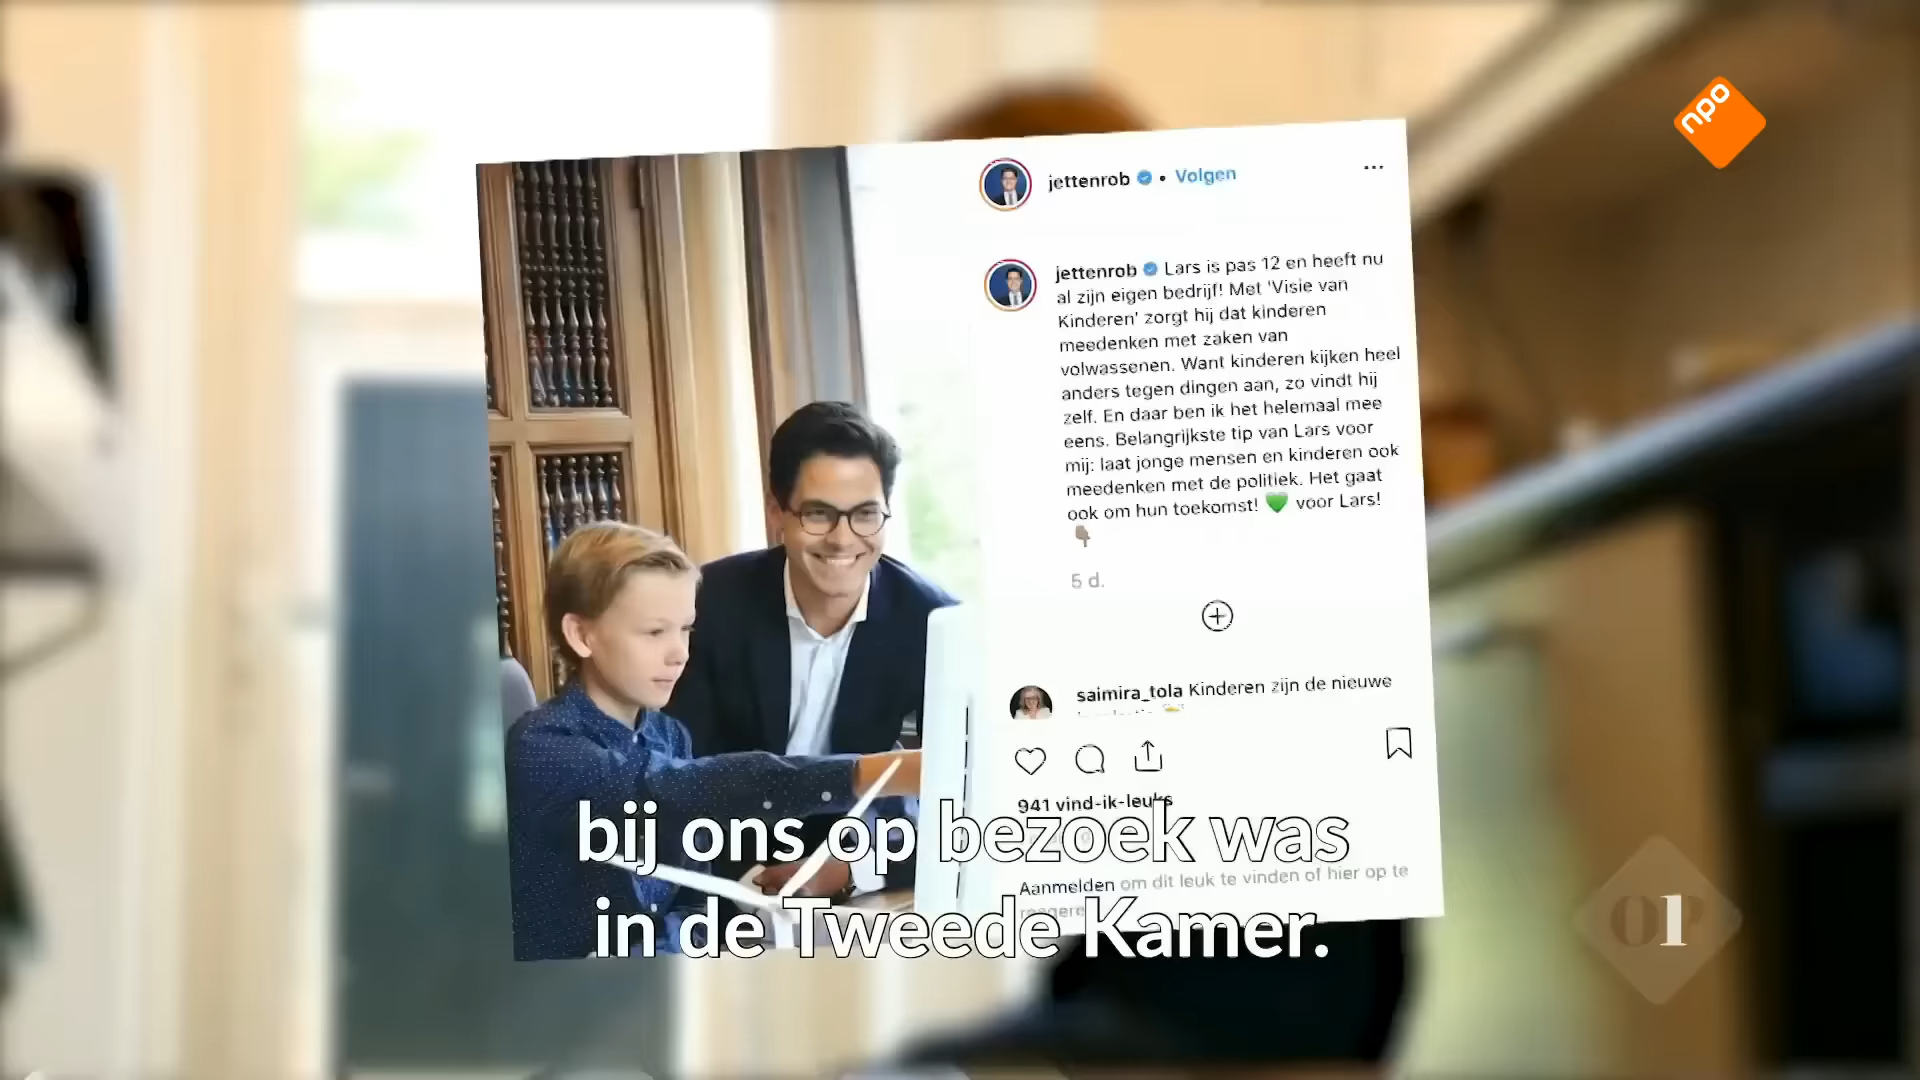 npo
jettenrob • Volgen
jettenrob Lars is pas 12 en heeft nu
al zijn eigen bedrijf! Met 'Visie van
Kinderen' zorgt hij dat kinderen
meedenken met zaken van
volwassenen. Want kinderen kijken heel
anders tegen dingen aan, zo vindt hij
zelf. En daar ben ik het helemaal mee
eens. Belangrijkste tip van Lars voor
mij: laat jonge mensen en kinderen ook
meedenken met de politiek. Het gaat
ook om hun toekomst! 💚 voor Lars!
5 d.
saimira_tola Kinderen zijn de nieuwe
941 vind-ik-leuks
Aanmelden om dit leuk te vinden of hier op te
bij ons op bezoek was
in de Tweede Kamer.
OP1